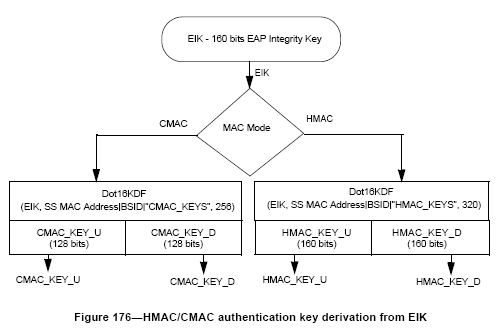 EIK - 160 bits EAP Integrity Key
EIK
MAC Mode
CMAC
HMAC
Dot16KDF
(EIK, SS MAC Address|BSID|"CMAC_KEYS", 256)
CMAC_KEY_U
(128 bits)
CMAC_KEY_D
(128 bits)
Dot16KDF
(EIK, SS MAC Address|BSID|"HMAC_KEYS", 320)
HMAC_KEY_U
(160 bits)
HMAC_KEY_D
(160 bits)
CMAC_KEY_U
CMAC_KEY_D
HMAC_KEY_U
HMAC_KEY_D
Figure 176—HMAC/CMAC authentication key derivation from EIK